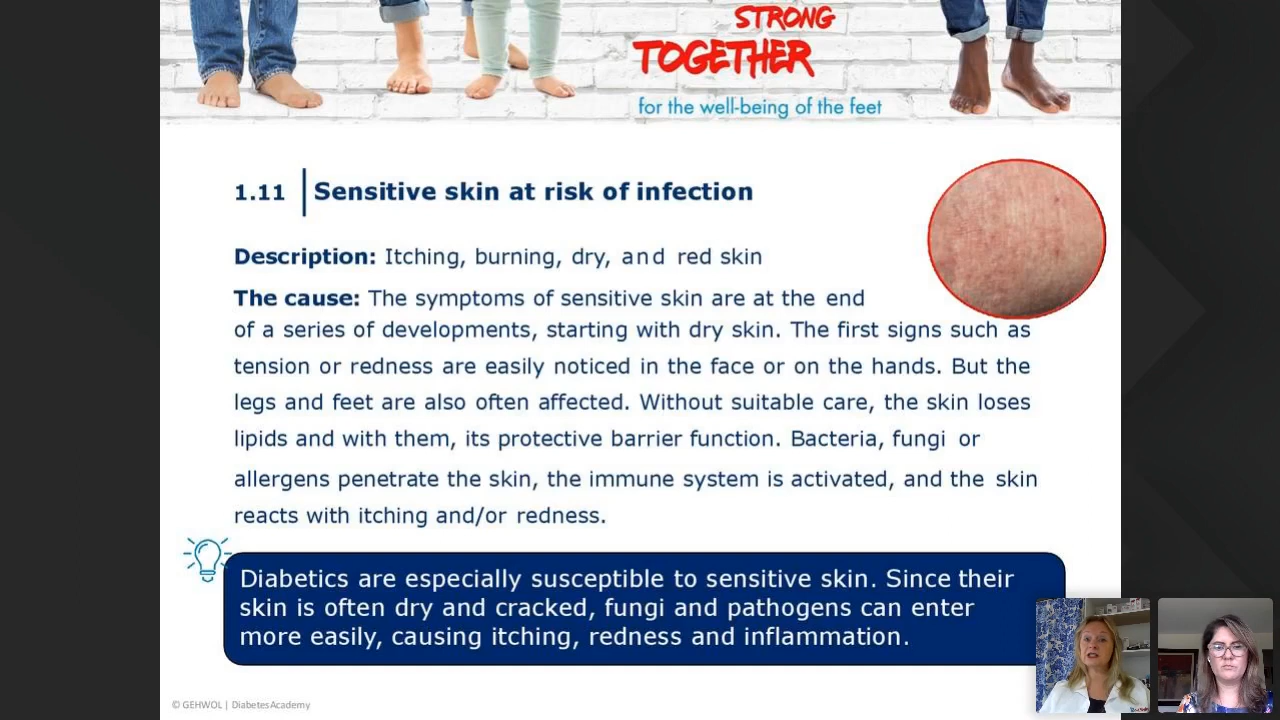 STRONG
TOGETHER
for the well-being of the feet
1.11 Sensitive skin at risk of infection
Description: Itching, burning, dry, and red skin
The cause: The symptoms of sensitive skin are at the end
of a series of developments, starting with dry skin. The first signs such as
tension or redness are easily noticed in the face or on the hands. But the
legs and feet are also often affected. Without suitable care, the skin loses
lipids and with them, its protective barrier function. Bacteria, fungi or
allergens penetrate the skin, the immune system is activated, and the skin
reacts with itching and/or redness.
Diabetics are especially susceptible to sensitive skin. Since their
skin is often dry and cracked, fungi and pathogens can enter
more easily, causing itching, redness and inflammation.
© GEHWOL | DiabetesAcademy